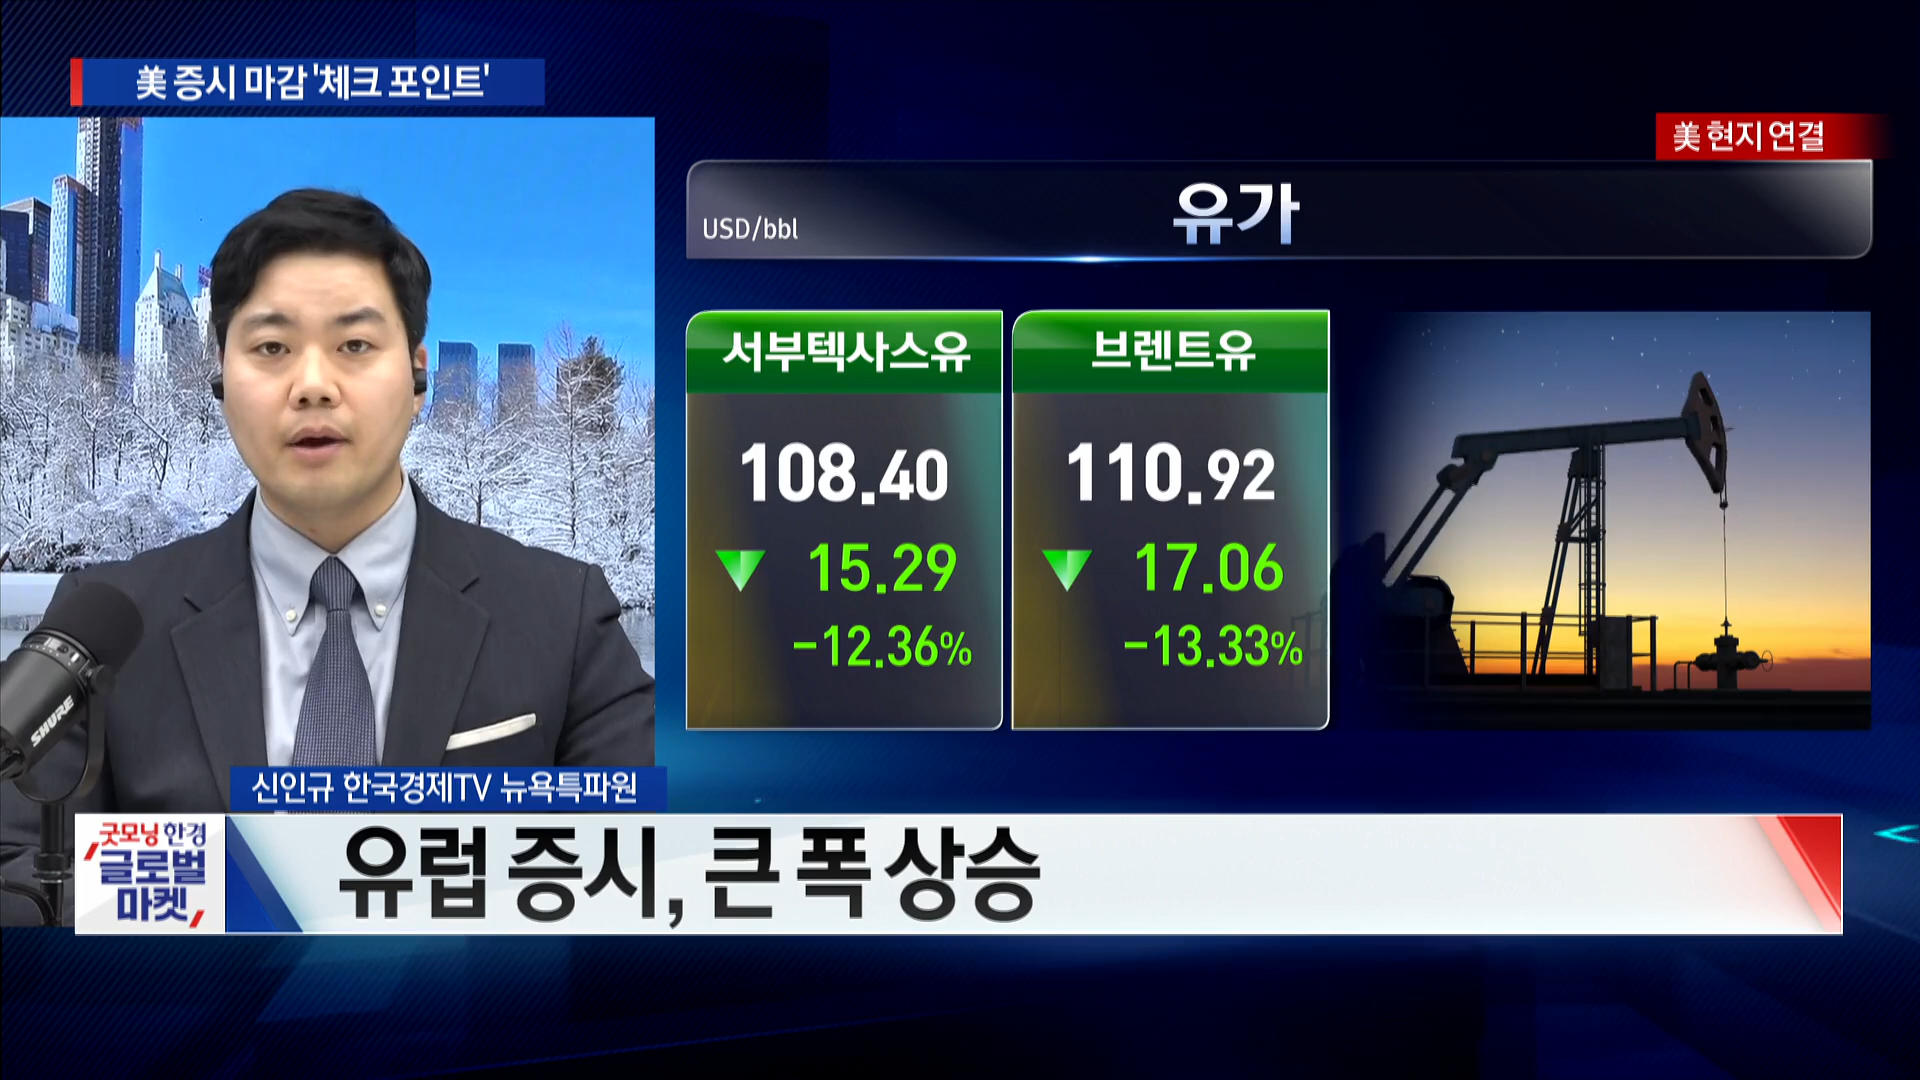 美 증시 마감 '체크 포인트'
美 현지 연결
유가
USD/bbl
서부텍사스유
108.40
15.29
-12.36%
브렌트유
110.92
17.06
-13.33%
SHURE
신인규 한국경제TV 뉴욕특파원
굿모닝 한경
글로벌
마켓
유럽 증시, 큰 폭 상승